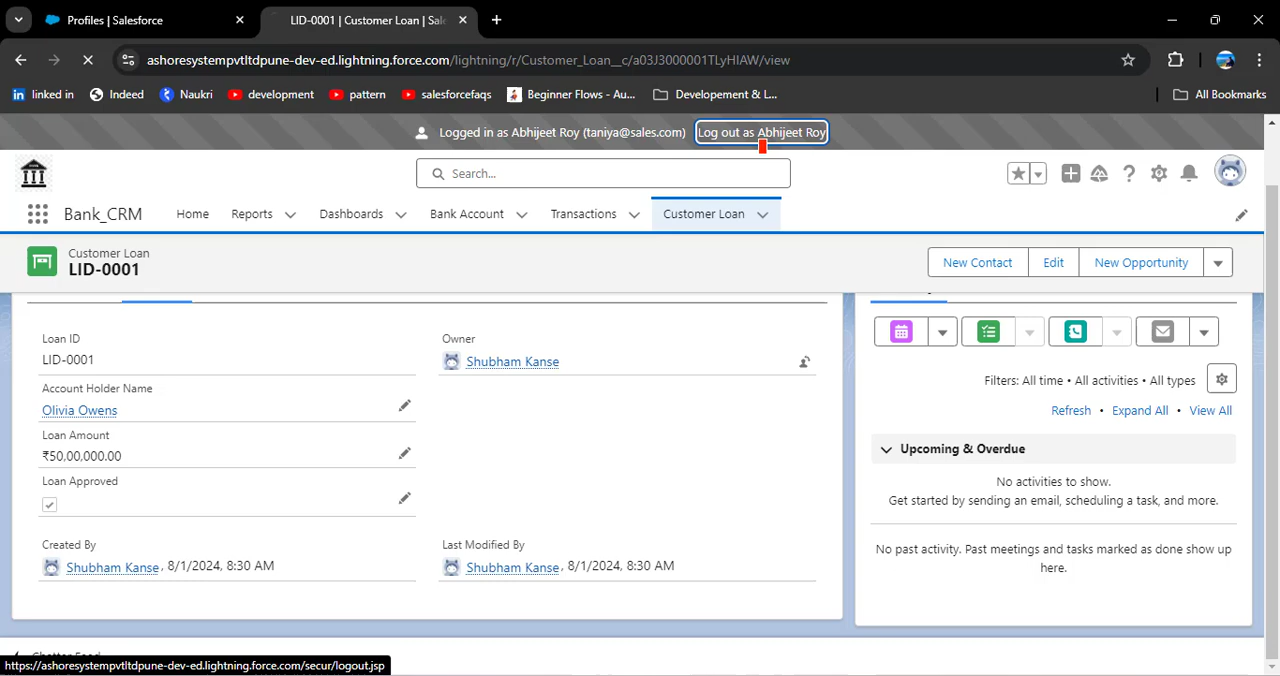 Profiles | Salesforce
LID-0001 | Customer Loan | Sal
ashoresystempvtltdpune-dev-ed.lightning.force.com/lightning/r/Customer_Loan__c/a03J3000001TLyHIAW/view
linked in
Indeed
Naukri
development
pattern
salesforcefaqs
Beginner Flows - Au...
Developement & L...
All Bookmarks
Logged in as Abhijeet Roy (taniya@sales.com)
Log out as Abhijeet Roy
Search...
Bank_CRM
Home
Reports
Dashboards
Bank Account
Transactions
Customer Loan
Customer Loan
LID-0001
New Contact
Edit
New Opportunity
Loan ID
LID-0001
Account Holder Name
Olivia Owens
Loan Amount
₹50,00,000.00
Loan Approved
Created By
Shubham Kanse, 8/1/2024, 8:30 AM
Owner
Shubham Kanse
Last Modified By
Shubham Kanse, 8/1/2024, 8:30 AM
Filters: All time • All activities • All types
Refresh • Expand All • View All
Upcoming & Overdue
No activities to show.
Get started by sending an email, scheduling a task, and more.
No past activity. Past meetings and tasks marked as done show up
here.
https://ashoresystempvtltdpune-dev-ed.lightning.force.com/secur/logout.jsp